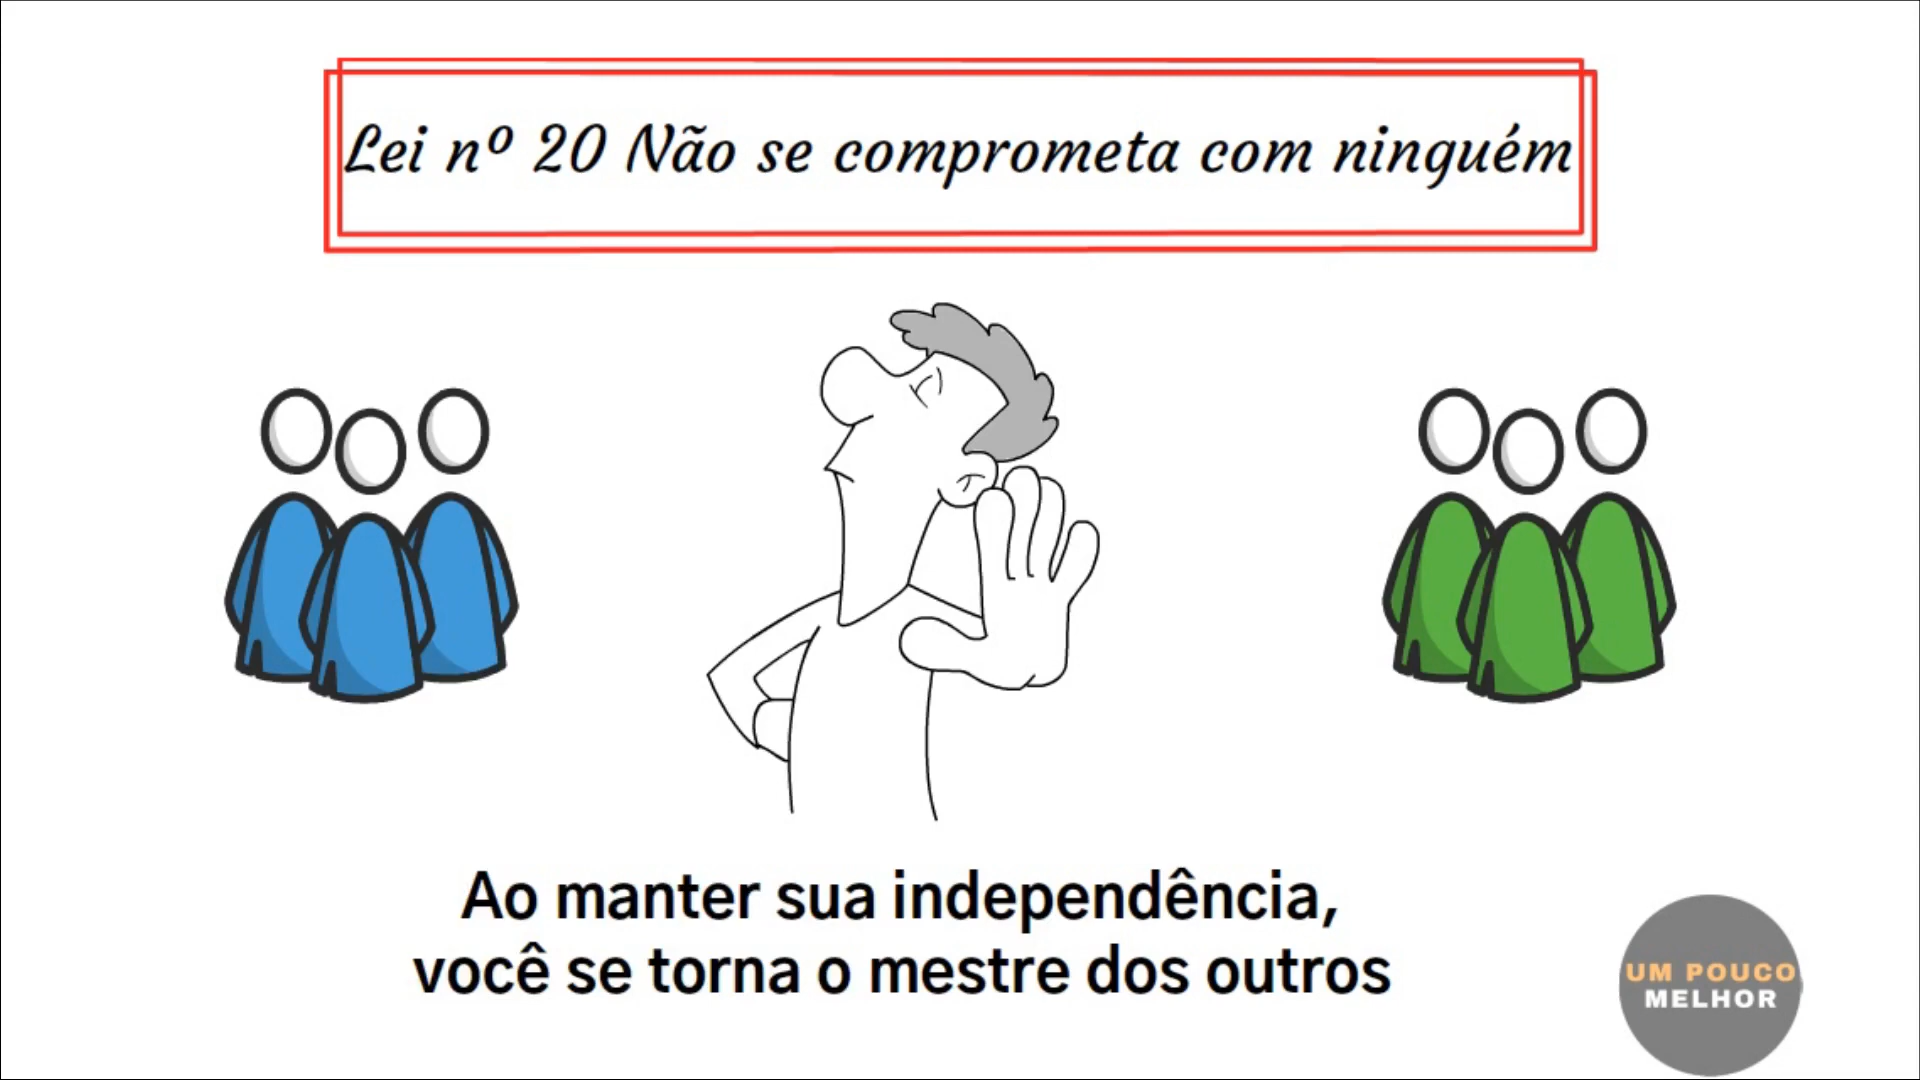 Lei nº 20 Não se comprometa com ninguém
Ao manter sua independência,
você se torna o mestre dos outros
UM POUCO
MELHOR